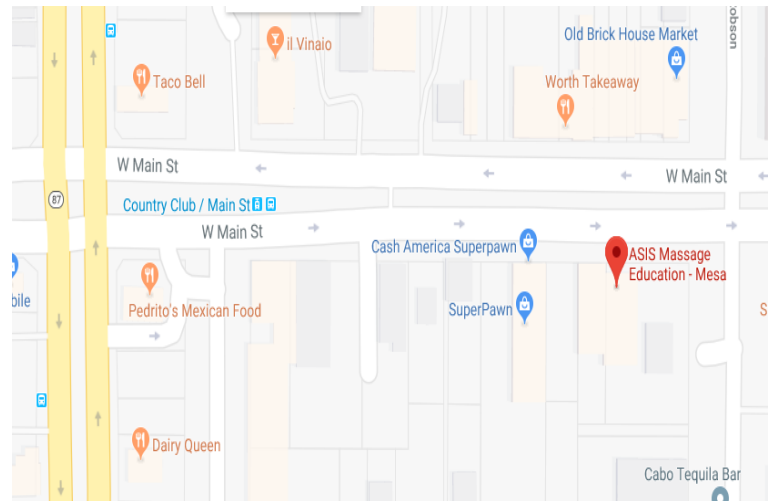 Old Brick House Market
obson
il Vinaio
Taco Bell
Worth Takeaway
W Main St
W Main St
87
Country Club / Main St
W Main St
Cash America Superpawn
ASIS Massage
Education - Mesa
bile
Pedrito's Mexican Food
SuperPawn
S
Dairy Queen
Cabo Tequila Bar